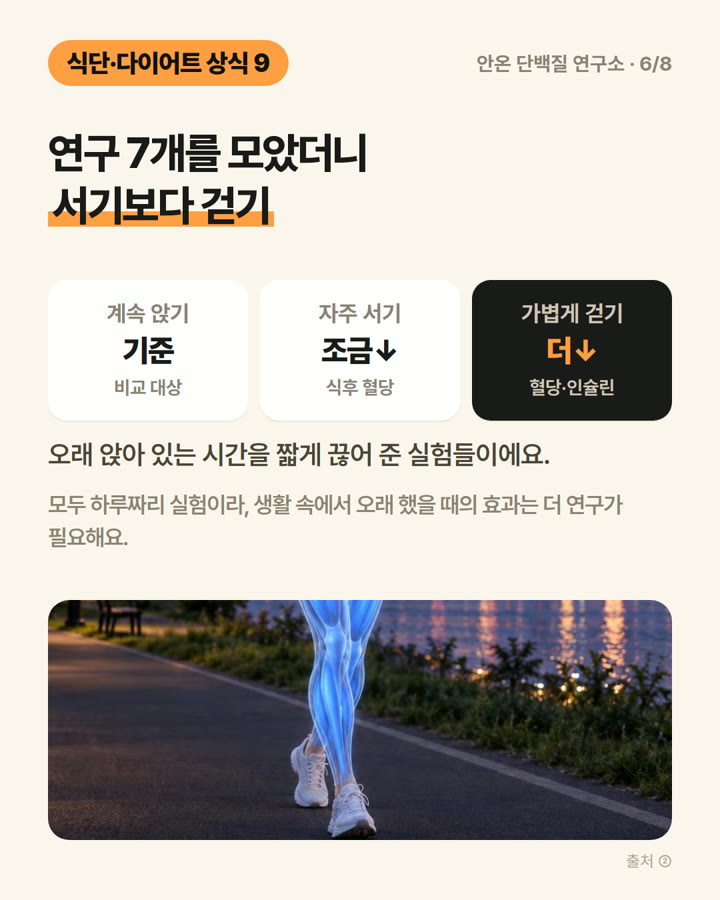 식단·다이어트 상식 9
안온 단백질 연구소 · 6/8
연구 7개를 모았더니
서기보다 걷기
계속 앉기
기준
비교 대상
자주 서기
조금↓
식후 혈당
가볍게 걷기
더↓
혈당·인슐린
오래 앉아 있는 시간을 짧게 끊어 준 실험들이에요.
모두 하루짜리 실험이라, 생활 속에서 오래 했을 때의 효과는 더 연구가
필요해요.
출처 ②